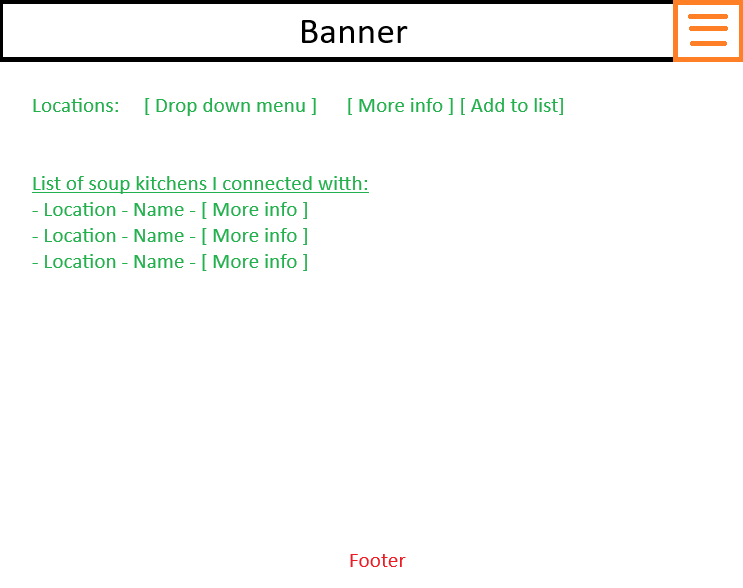 Banner
Locations: [ Drop down menu ] [ More info ] [ Add to list]
List of soup kitchens I connected witth:
- Location - Name - [ More info ]
- Location - Name - [ More info ]
- Location - Name - [ More info ]
Footer